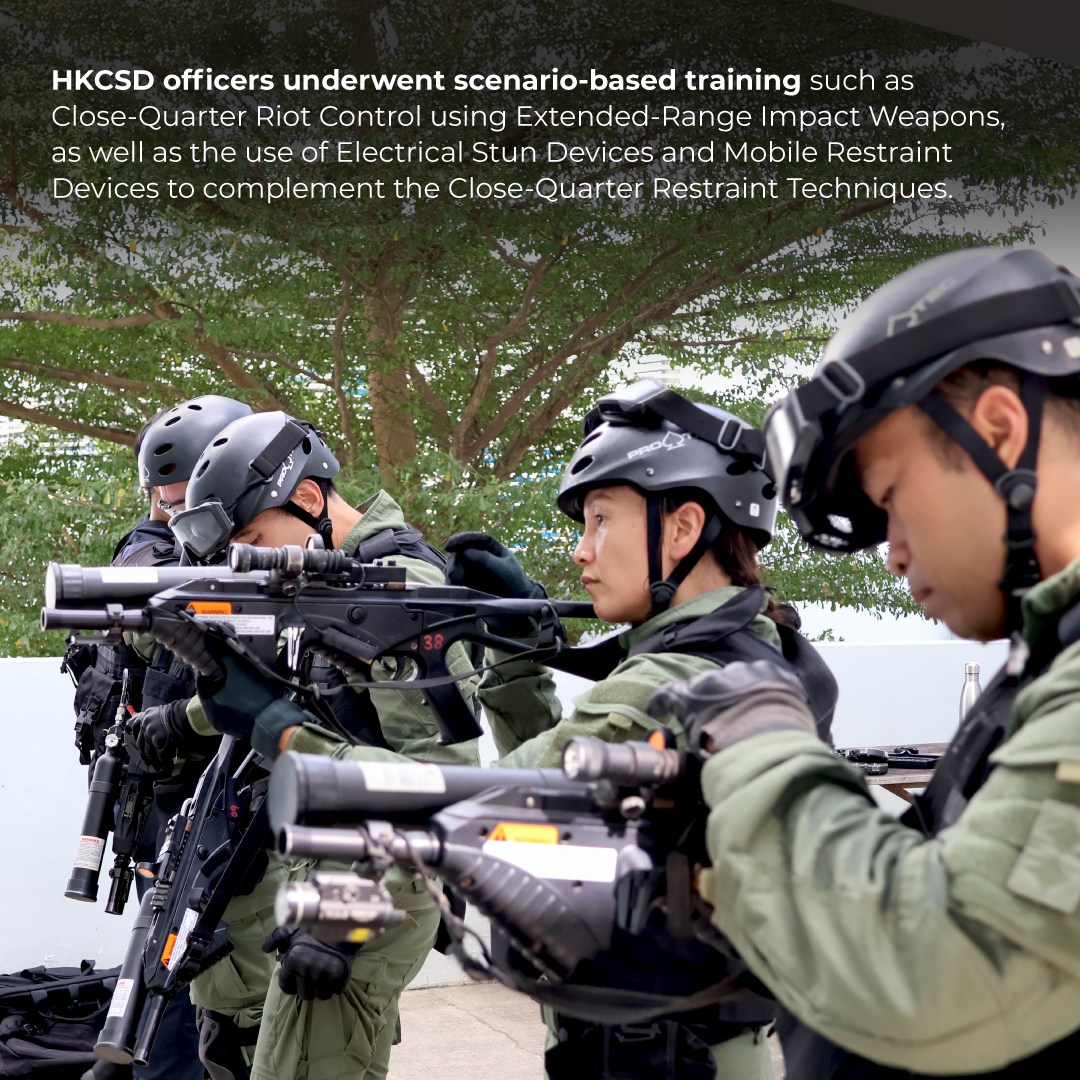 HKCSD officers underwent scenario-based training such as
Close-Quarter Riot Control using Extended-Range Impact Weapons,
as well as the use of Electrical Stun Devices and Mobile Restraint
Devices to complement the Close-Quarter Restraint Techniques.
38